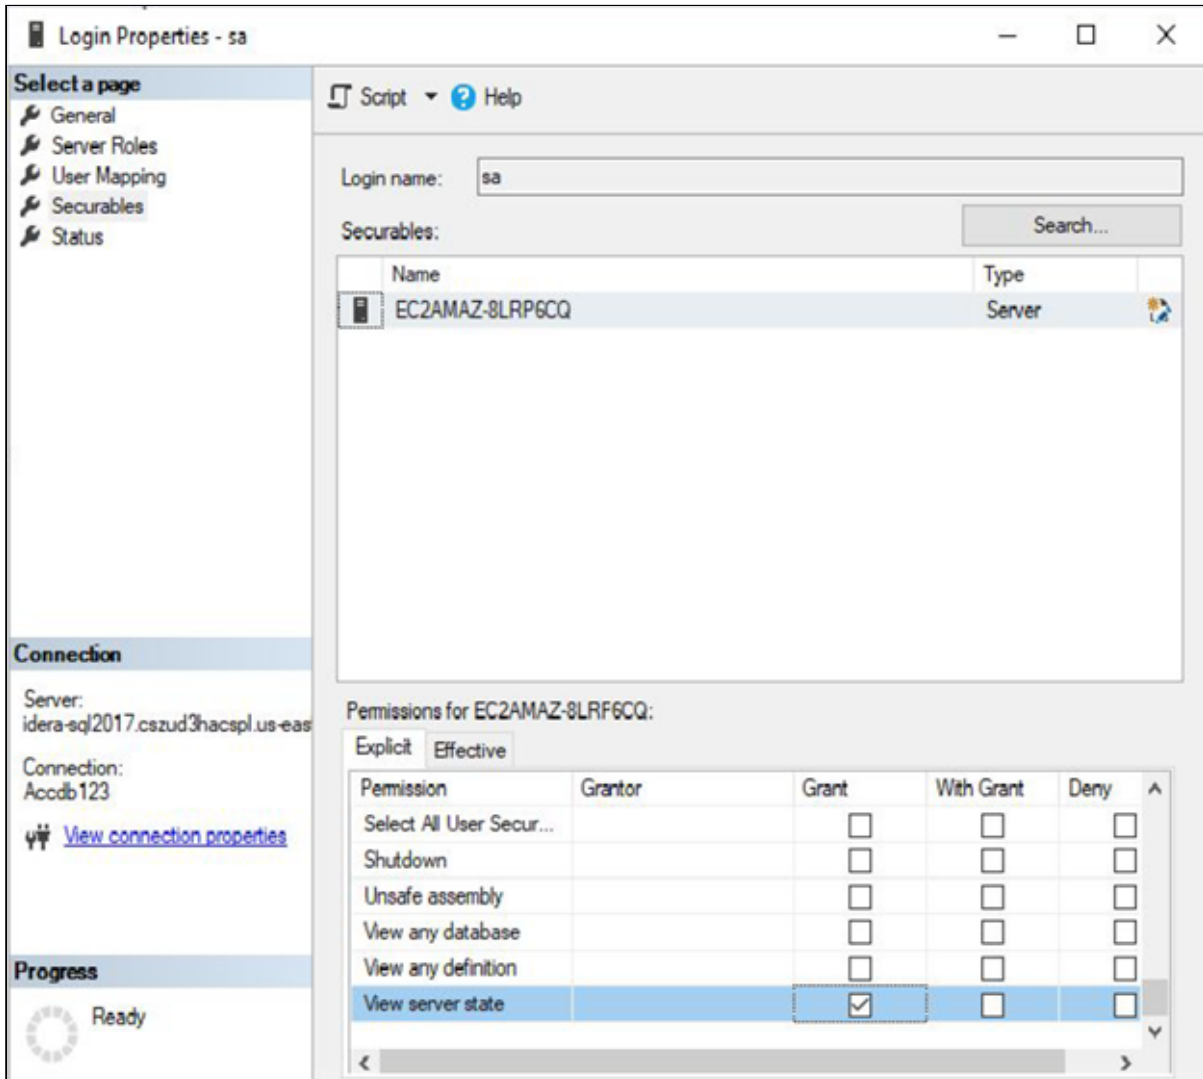 Login Properties - sa
Select a page
General
Server Roles
User Mapping
Securables
Status
Script Help
Login name: sa
Securables:
Search...
Name Type
EC2AMAZ-8LRP6CQ Server
Connection
Server:
idera-sql2017.cszud3hacspl.us-eas
Connection:
Accdb123
View connection properties
Progress
Ready
Permissions for EC2AMAZ-8LRF6CQ:
Explicit Effective
Permission Grantor Grant With Grant Deny
Select All User Secur...
Shutdown
Unsafe assembly
View any database
View any definition
View server state